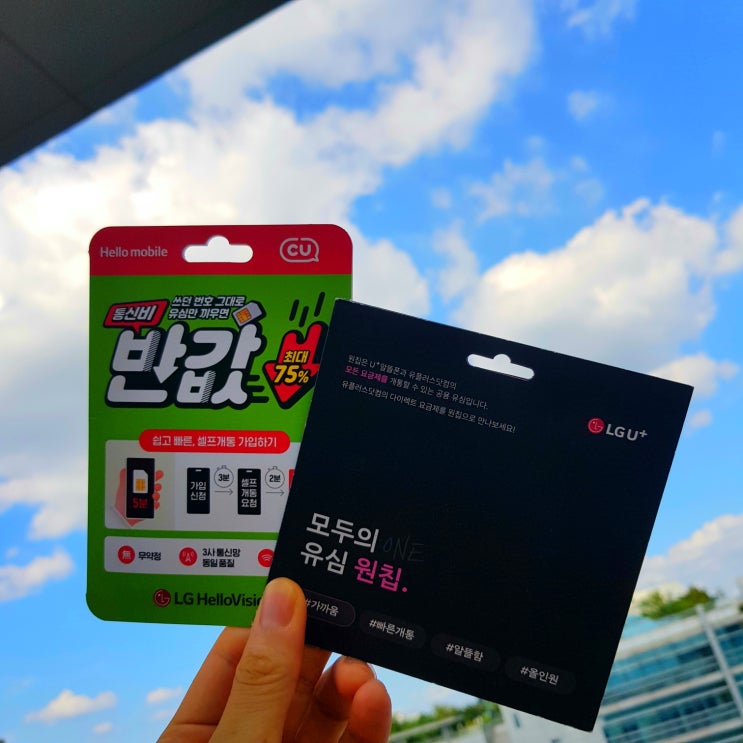 Hello mobile
CU
통신비
쓰던 번호 그대로
유심만 끼우면
반값
최대
75%
쉽고 빠른, 셀프개통 가입하기
5분
가입
신청
3분
셀프
개통
요청
2분
無 무약정
3사 통신망
동일 품질
LG HelloVision
원칩은 U+알뜰폰과 유플러스닷컴의
모든 요금제를 개통할 수 있는 공용 유심입니다.
유플러스닷컴의 다이렉트 요금제를 원칩으로 만나보세요!
LG U+
모두의 ONE
유심 원칩.
#가까움
#빠른개통
#알뜰함
#올인원